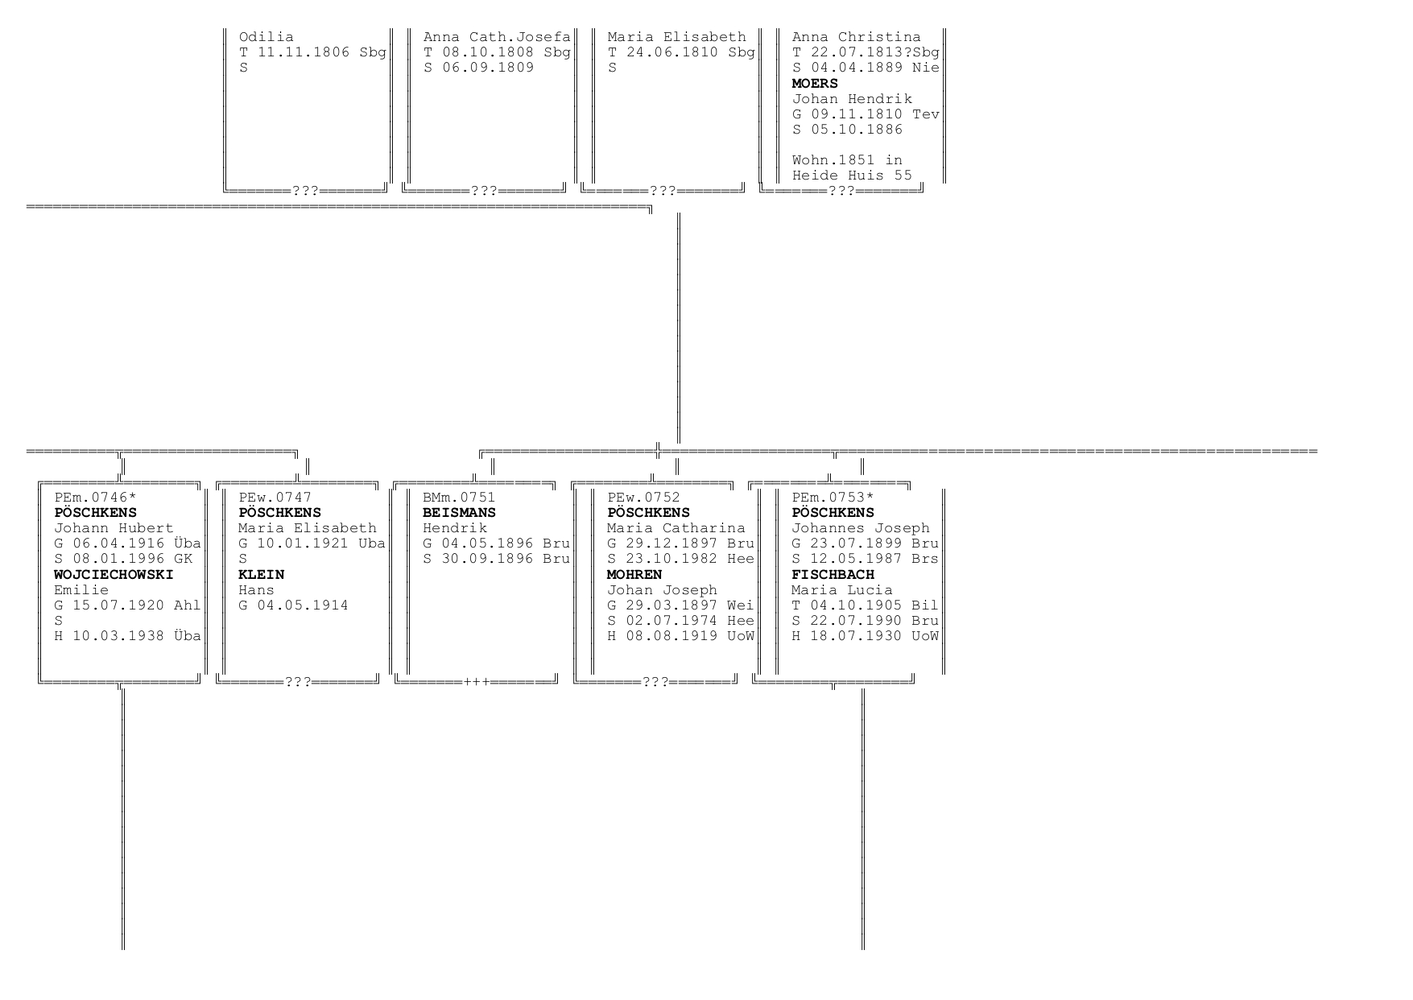 Odilia
T 11.11.1806 Sbg
S
Anna Cath.Josefa
T 08.10.1808 Sbg
S 06.09.1809
Maria Elisabeth
T 24.06.1810 Sbg
S
Anna Christina
T 22.07.1813?Sbg
S 04.04.1889 Nie
MOERS
Johan Hendrik
G 09.11.1810 Tev
S 05.10.1886
Wohn.1851 in
Heide Huis 55
???
???
???
???
PEm.0746*
PÖSCHKENS
Johann Hubert
G 06.04.1916 Üba
S 08.01.1996 GK
WOJCIECHOWSKI
Emilie
G 15.07.1920 Ahl
S
H 10.03.1938 Üba
PEw.0747
PÖSCHKENS
Maria Elisabeth
G 10.01.1921 Uba
S
KLEIN
Hans
G 04.05.1914
???
BMm.0751
BEISMANS
Hendrik
G 04.05.1896 Bru
S 30.09.1896 Bru
+++
PEw.0752
PÖSCHKENS
Maria Catharina
G 29.12.1897 Bru
S 23.10.1982 Hee
MOHREN
Johan Joseph
G 29.03.1897 Wei
S 02.07.1974 Hee
H 08.08.1919 UoW
???
PEm.0753*
PÖSCHKENS
Johannes Joseph
G 23.07.1899 Bru
S 12.05.1987 Brs
FISCHBACH
Maria Lucia
T 04.10.1905 Bil
S 22.07.1990 Bru
H 18.07.1930 UoW